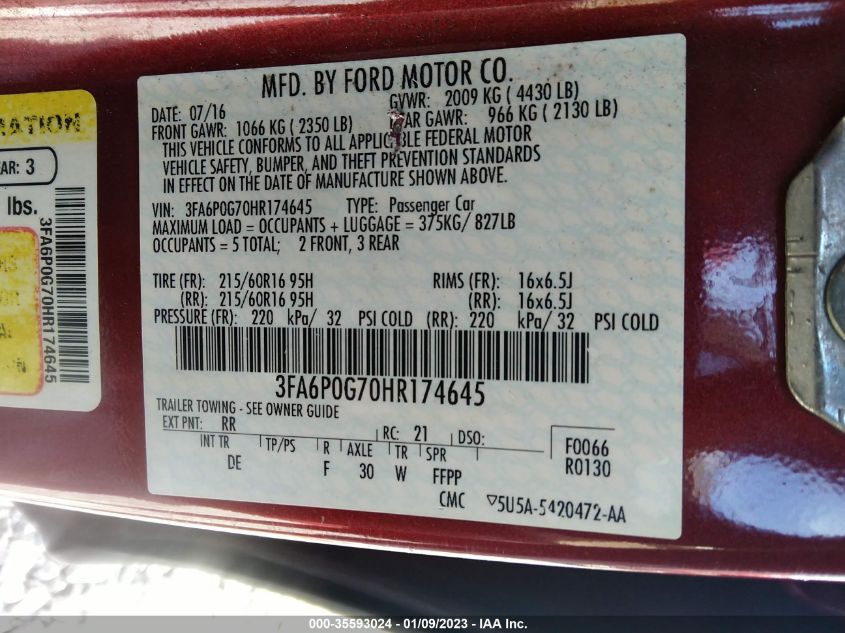 MFD. BY FORD MOTOR CO.
DATE: 07/16
GVWR: 2009 KG ( 4430 LB)
FRONT GAWR: 1066 KG ( 2350 LB)
AR GAWR: 966 KG ( 2130 LB)
THIS VEHICLE CONFORMS TO ALL APPLICABLE FEDERAL MOTOR
VEHICLE SAFETY, BUMPER, AND THEFT PREVENTION STANDARDS
IN EFFECT ON THE DATE OF MANUFACTURE SHOWN ABOVE.
VIN: 3FA6P0G70HR174645 TYPE: Passenger Car
MAXIMUM LOAD = OCCUPANTS + LUGGAGE = 375KG/ 827LB
OCCUPANTS = 5 TOTAL; 2 FRONT, 3 REAR
TIRE (FR): 215/60R16 95H RIMS (FR): 16x6.5J
(RR): 215/60R16 95H (RR): 16x6.5J
PRESSURE (FR): 220 kPa/ 32 PSI COLD (RR): 220 kPa/ 32 PSI COLD
3FA6P0G70HR174645
TRAILER TOWING - SEE OWNER GUIDE
EXT PNT: RR RC: 21 DSO:
INT TR TP/PS R AXLE TR SPR
DE F 30 W FFPP
F0066
R0130
CMC ▽5U5A-5420472-AA
MATION
AR: 3
lbs.
3FA6P0G70HR174645
000-35593024 - 01/09/2023 - IAA Inc.